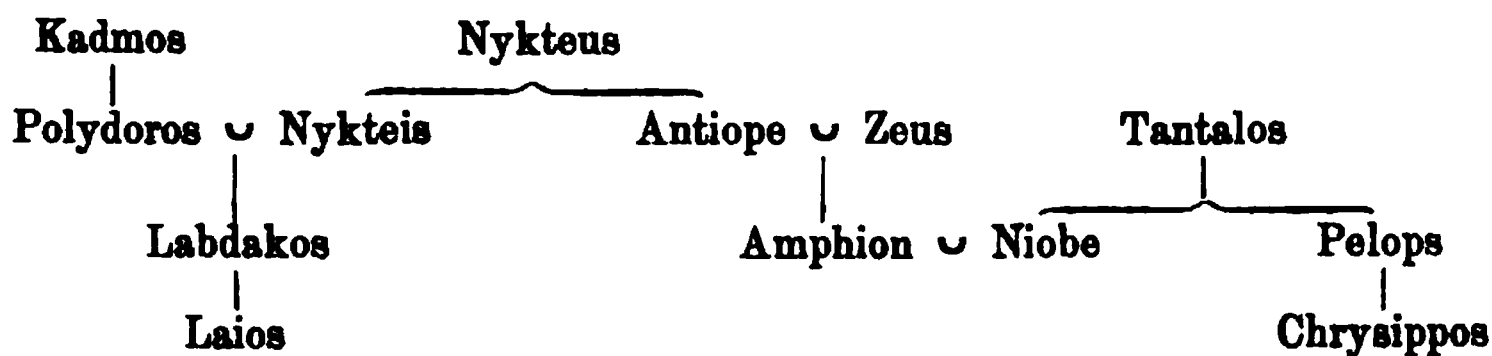 Kadmos Nykteus
Polydoros ∪ Nykteis Antiope ∪ Zeus Tantalos
Labdakos Amphion ∪ Niobe Pelops
Laios Chrysippos